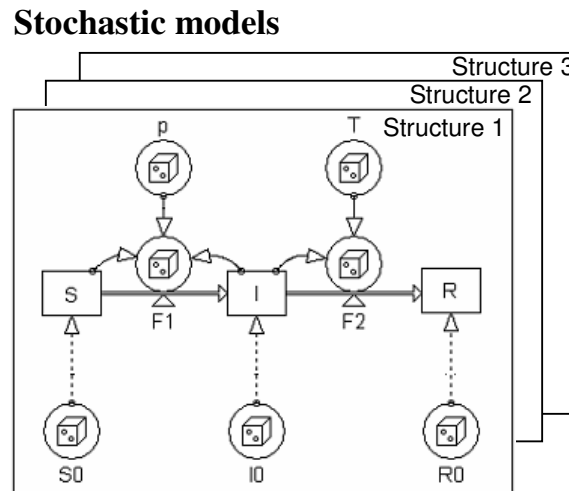 Stochastic models
Structure 3
Structure 2
Structure 1
p T
S I R
F1 F2
S0 I0 R0